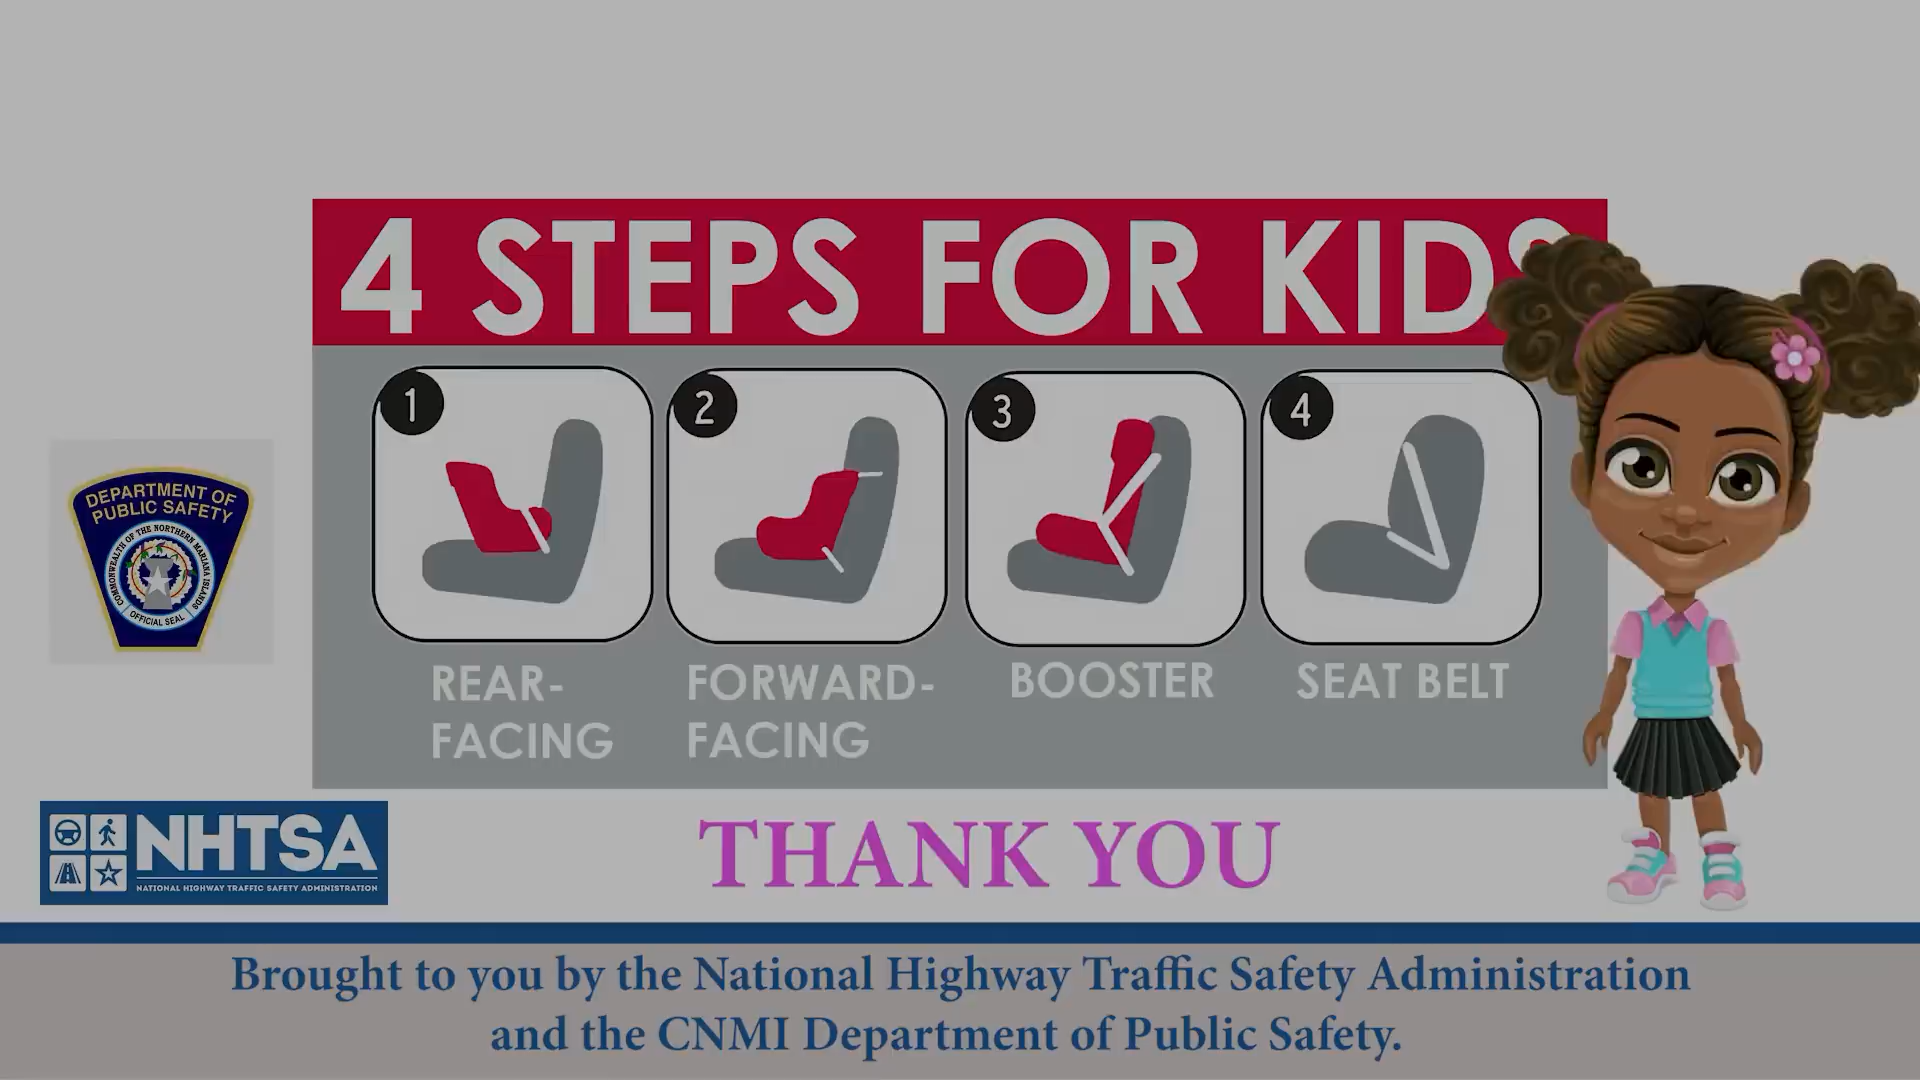 4 STEPS FOR KIDS
1
2
3
4
REAR-
FACING
FORWARD-
FACING
BOOSTER
SEAT BELT
DEPARTMENT OF
PUBLIC SAFETY
COMMONWEALTH OF THE NORTHERN MARIANA ISLANDS
OFFICIAL SEAL
NHTSA
NATIONAL HIGHWAY TRAFFIC SAFETY ADMINISTRATION
THANK YOU
Brought to you by the National Highway Traffic Safety Administration
and the CNMI Department of Public Safety.